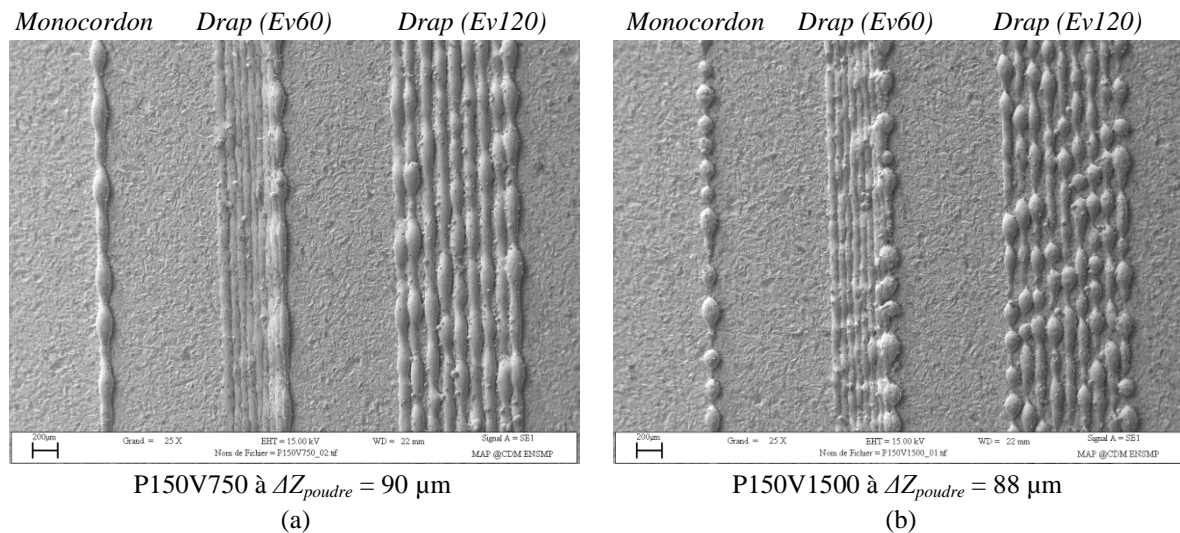 Monocordon Drap (Ev60) Drap (Ev120)
Monocordon Drap (Ev60) Drap (Ev120)
200µm Grand. = 25 X EHT = 15.00 kV WD = 22 mm Signal A = SE1
Nom de Fichier = P150V750_02.tif MAP @CDM ENSMP
200µm Grand. = 25 X EHT = 15.00 kV WD = 22 mm Signal A = SE1
Nom de Fichier = P150V1500_01.tif MAP @CDM ENSMP
P150V750 à ΔZpoudre = 90 µm
P150V1500 à ΔZpoudre = 88 µm
(a)
(b)